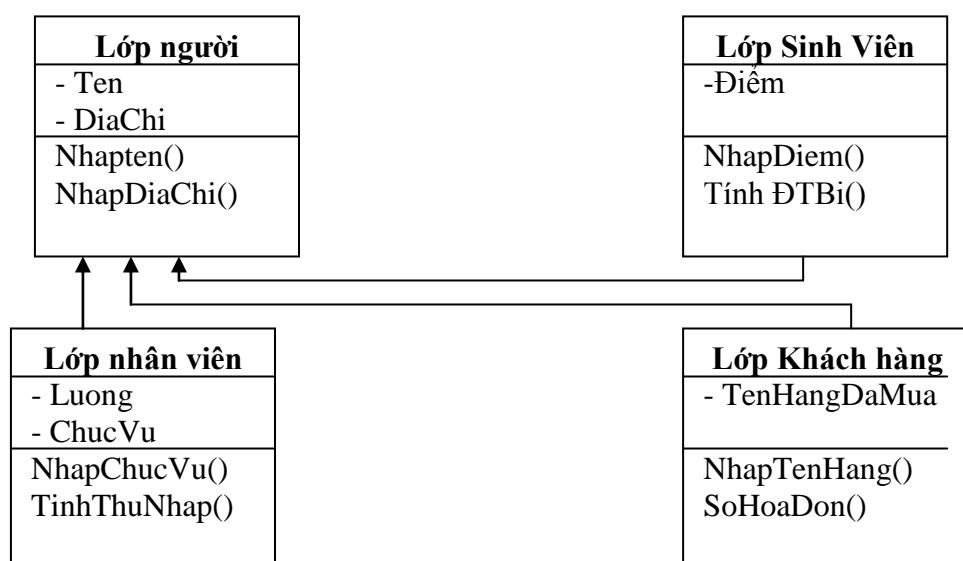 Lớp người
- Ten
- DiaChi
Nhapten()
NhapDiaChi()
Lớp Sinh Viên
-Điểm
NhapDiem()
Tính ĐTBi()
Lớp nhân viên
- Luong
- ChucVu
NhapChucVu()
TinhThuNhap()
Lớp Khách hàng
- TenHangDaMua
NhapTenHang()
SoHoaDon()